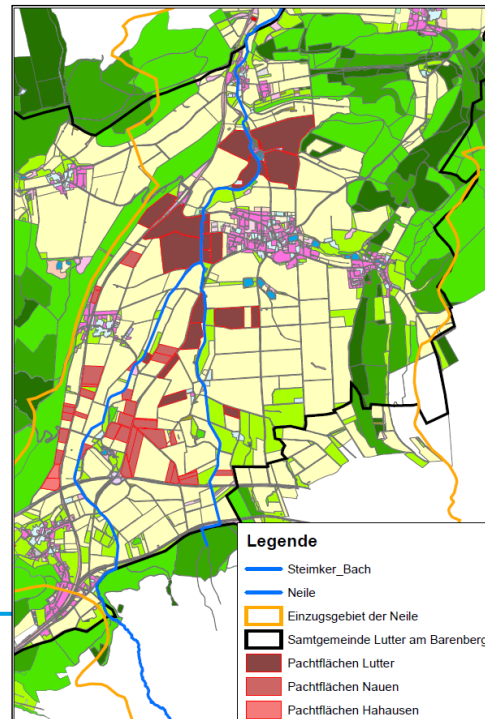 Legende
Steimker_Bach
Neile
Einzugsgebiet der Neile
Samtgemeinde Lutter am Barenberg
Pachtflächen Lutter
Pachtflächen Nauen
Pachtflächen Hahausen